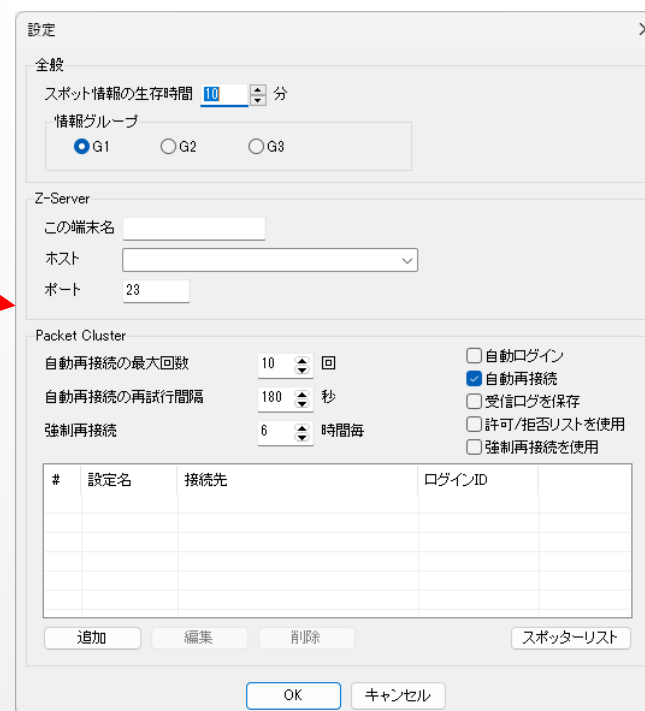 設定
全般
スポット情報の生存時間 10 分
情報グループ
G1 G2 G3
Z-Server
この端末名
ホスト
ポート 23
Packet Cluster
自動再接続の最大回数 10 回
自動再接続の再試行間隔 180 秒
強制再接続 6 時間毎
自動ログイン
自動再接続
受信ログを保存
許可/拒否リストを使用
強制再接続を使用
# 設定名 接続先 ログインID
追加 編集 削除 スポッターリスト
OK キャンセル